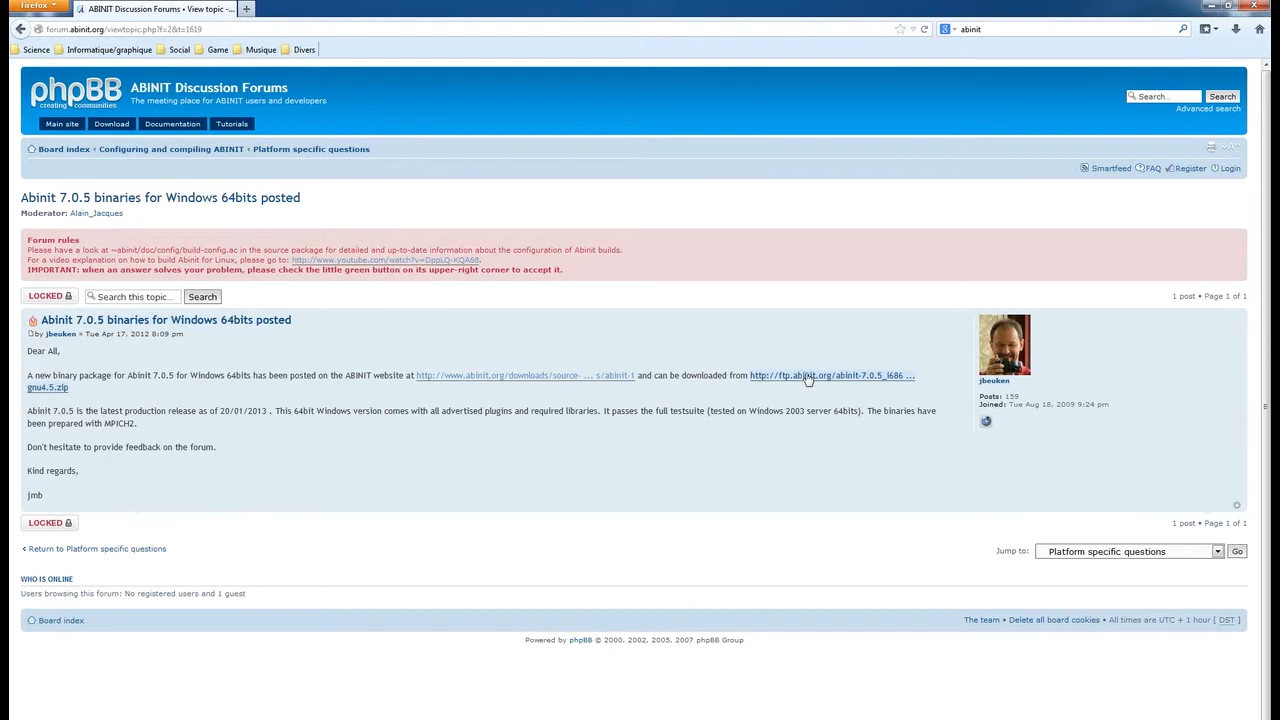 Firefox
ABINIT Discussion Forums • View topic -...
forum.abinit.org/viewtopic.php?f=2&t=1619
abinit
Science Informatique/graphique Social Game Musique Divers
phpBB
creating communities
ABINIT Discussion Forums
The meeting place for ABINIT users and developers
Search... Search
Advanced search
Main site Download Documentation Tutorials
Board index ‹ Configuring and compiling ABINIT ‹ Platform specific questions
Smartfeed FAQ Register Login
Abinit 7.0.5 binaries for Windows 64bits posted
Moderator: Alain_Jacques
Forum rules
Please have a look at ~abinit/doc/config/build-config.ac in the source package for detailed and up-to-date information about the configuration of Abinit builds.
For a video explanation on how to build Abinit for Linux, please go to: http://www.youtube.com/watch?v=DppLQ-KQA68.
IMPORTANT: when an answer solves your problem, please check the little green button on its upper-right corner to accept it.
LOCKED Search this topic... Search 1 post • Page 1 of 1
Abinit 7.0.5 binaries for Windows 64bits posted
by jbeuken » Tue Apr 17, 2012 8:09 pm
Dear All,
A new binary package for Abinit 7.0.5 for Windows 64bits has been posted on the ABINIT website at http://www.abinit.org/downloads/source- ... s/abinit-1 and can be downloaded from http://ftp.abinit.org/abinit-7.0.5_i686 ...
gnu4.5.zip
Abinit 7.0.5 is the latest production release as of 20/01/2013 . This 64bit Windows version comes with all advertised plugins and required libraries. It passes the full testsuite (tested on Windows 2003 server 64bits). The binaries have
been prepared with MPICH2.
Don't hesitate to provide feedback on the forum.
Kind regards,
jmb
jbeuken
Posts: 159
Joined: Tue Aug 18, 2009 9:24 pm
LOCKED 1 post • Page 1 of 1
‹ Return to Platform specific questions
Jump to: Platform specific questions Go
WHO IS ONLINE
Users browsing this forum: No registered users and 1 guest
Board index The team • Delete all board cookies • All times are UTC + 1 hour [ DST ]
Powered by phpBB © 2000, 2002, 2005, 2007 phpBB Group